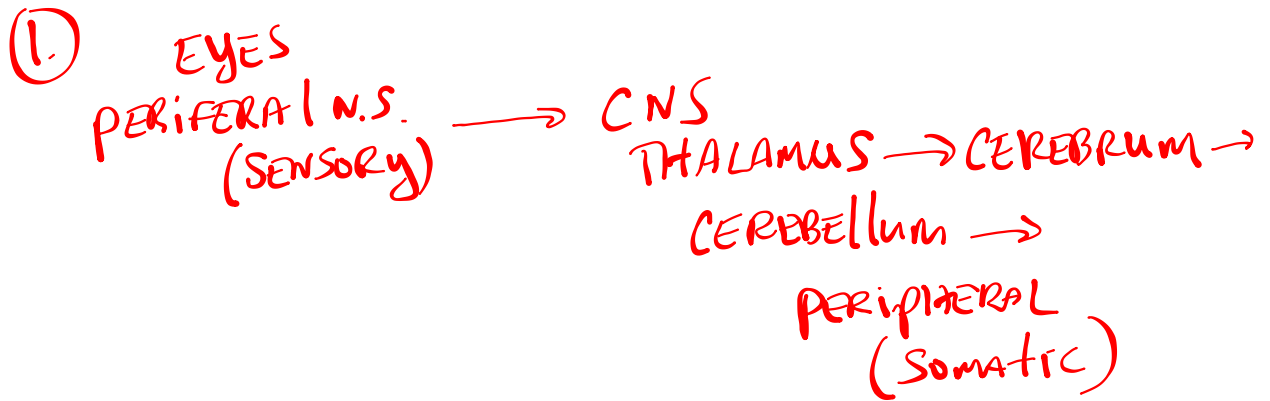 1.
EYES
PERIFERAL N.S. → CNS
(SENSORY)
THALAMUS → CEREBRUM →
CEREBELLUM →
PERIPHERAL
(SOMATIC)